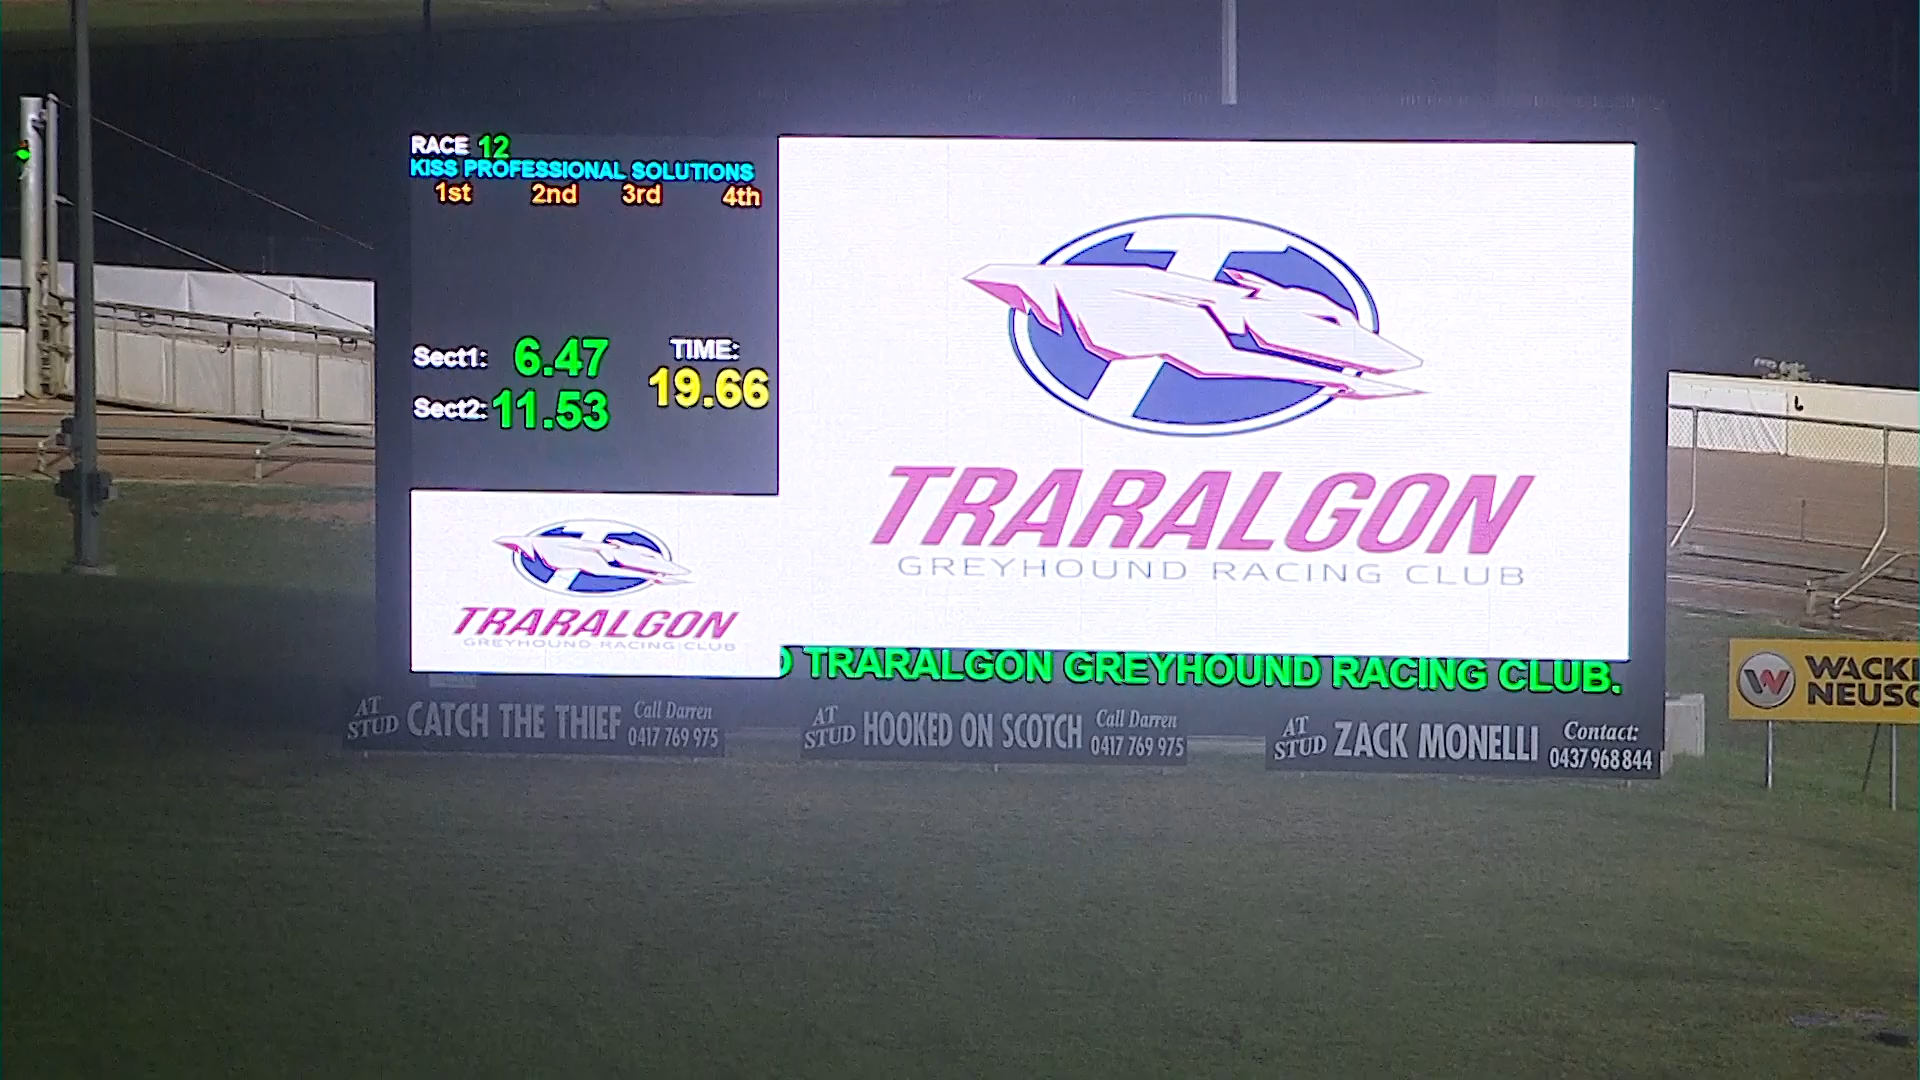 RACE 12
KISS PROFESSIONAL SOLUTIONS
1st 2nd 3rd 4th
Sect1: 6.47
TIME:
19.66
Sect2: 11.53
TRARALGON
GREYHOUND RACING CLUB
TRARALGON
GREYHOUND RACING CLUB
TRARALGON GREYHOUND RACING CLUB.
AT STUD CATCH THE THIEF Call Darren 0417 769 975
AT STUD HOOKED ON SCOTCH Call Darren 0417 769 975
AT STUD ZACK MONELLI Contact: 0437 968 844
W